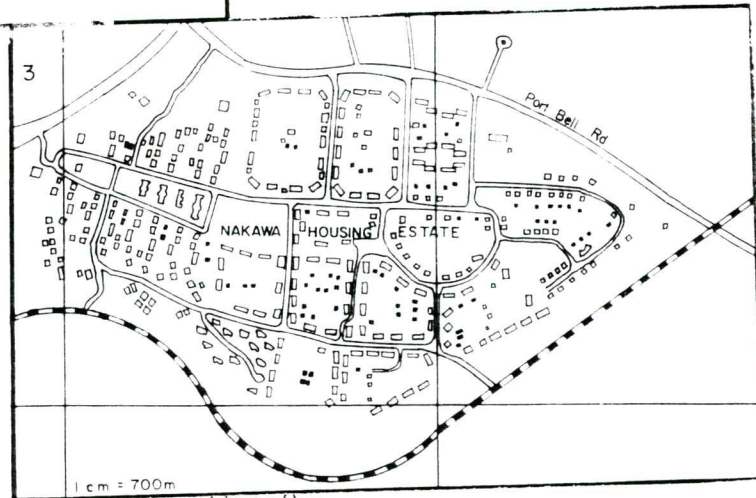 3
Port Bell Rd
NAKAWA HOUSING ESTATE
1 cm = 700m